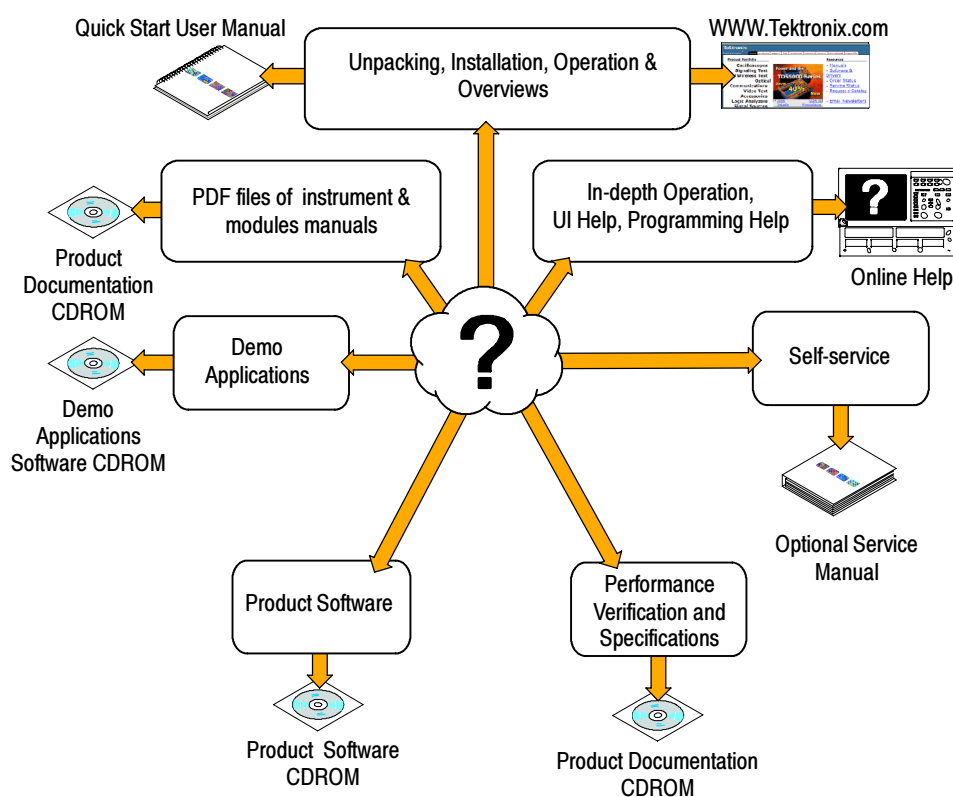 Quick Start User Manual
WWW.Tektronix.com
Unpacking, Installation, Operation &
Overviews
PDF files of instrument &
modules manuals
In-depth Operation,
UI Help, Programming Help
?
Product
Documentation
CDROM
Online Help
?
Demo
Applications
Self-service
Demo
Applications
Software CDROM
Optional Service
Manual
Product Software
Performance
Verification and
Specifications
Product Software
CDROM
Product Documentation
CDROM